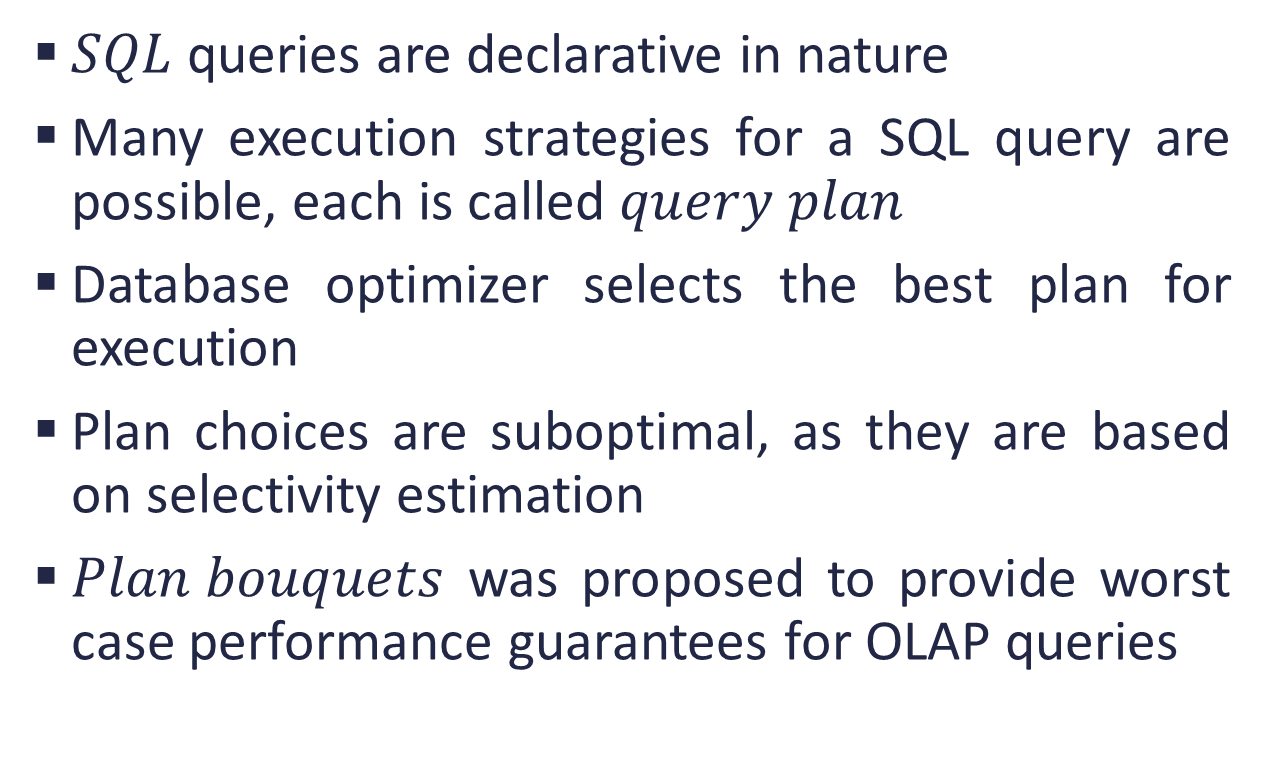 ▪ SQL queries are declarative in nature
▪ Many execution strategies for a SQL query are
possible, each is called query plan
▪ Database optimizer selects the best plan for
execution
▪ Plan choices are suboptimal, as they are based
on selectivity estimation
▪ Plan bouquets was proposed to provide worst
case performance guarantees for OLAP queries